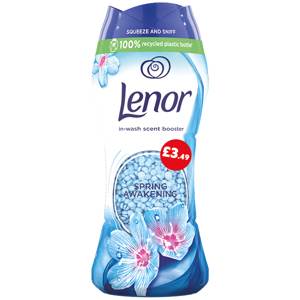 SQUEEZE AND SNIFF
100% recycled plastic bottle
Lenor
in-wash scent booster
£3.49
SPRING
AWAKENING